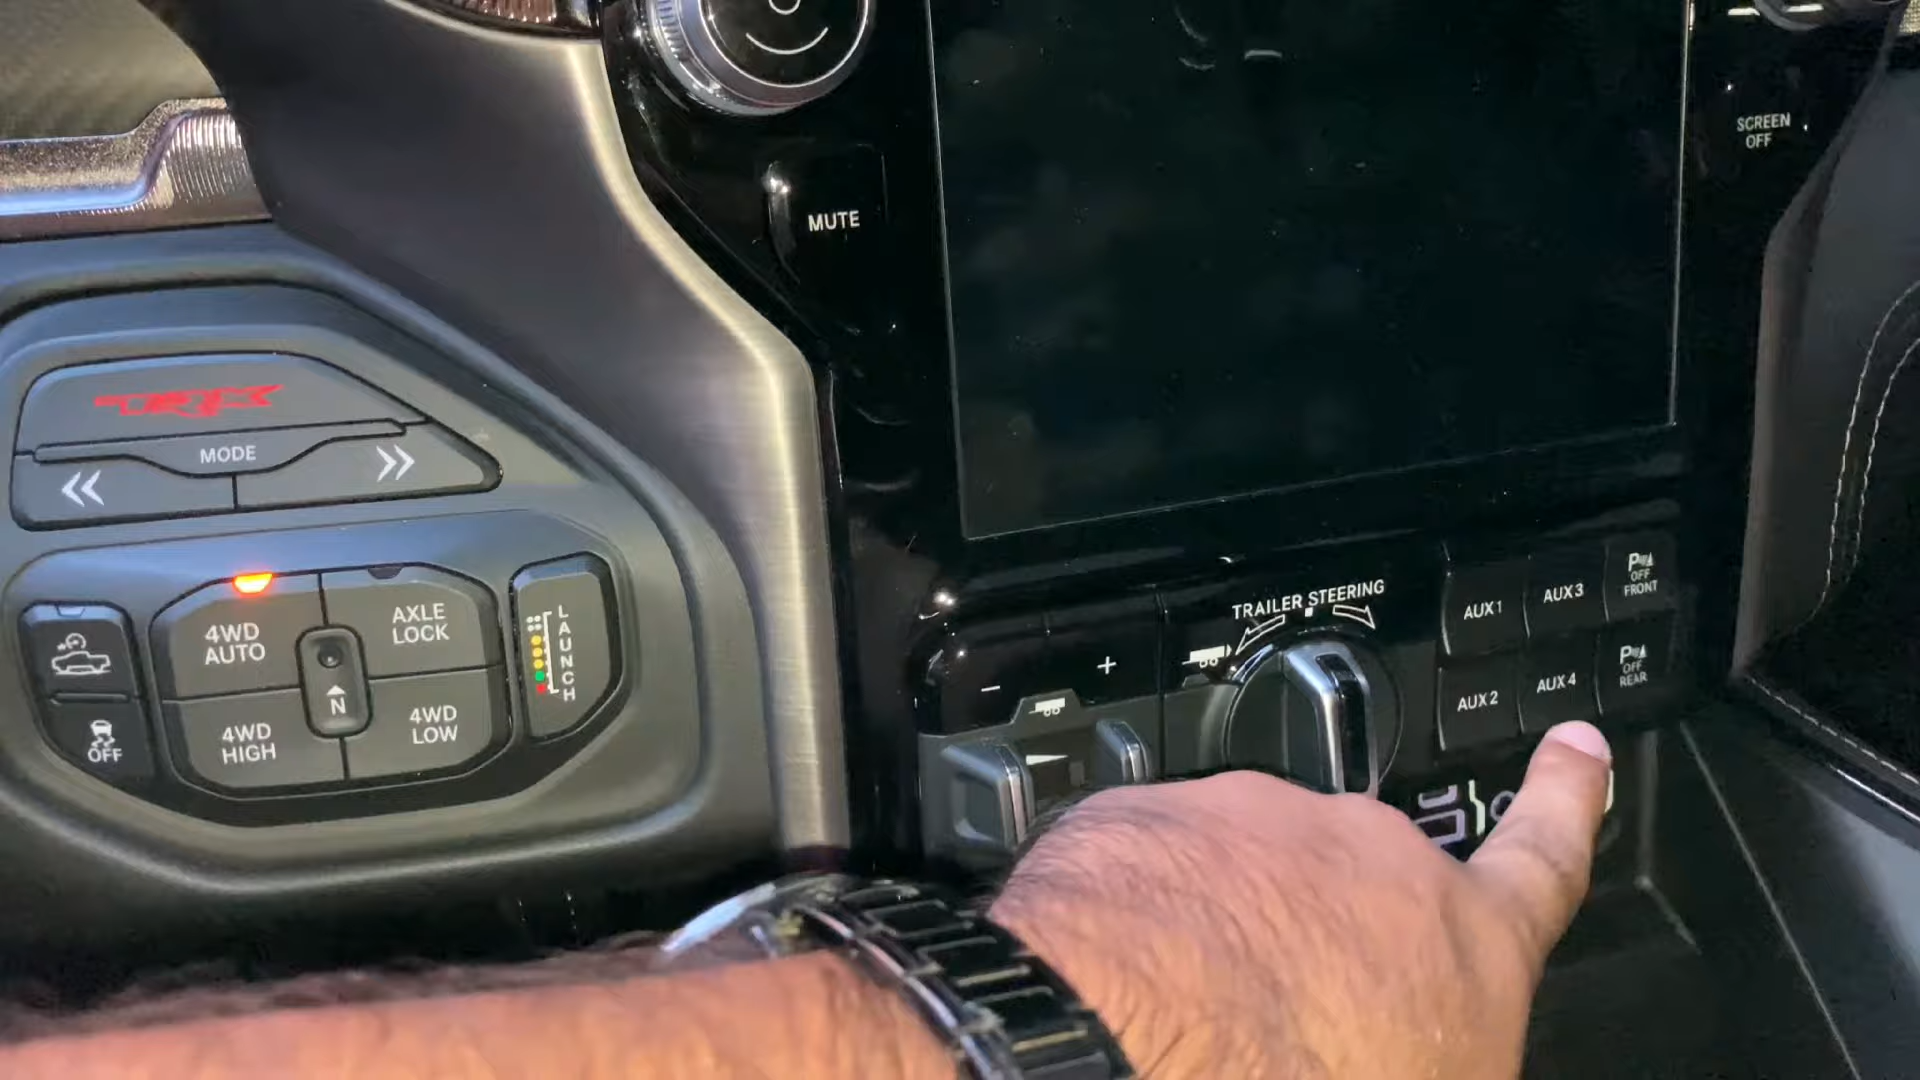 SCREEN
OFF
MUTE
TRX
MODE
4WD
AUTO
AXLE
LOCK
LAUNCH
N
OFF
4WD
HIGH
4WD
LOW
TRAILER STEERING
- +
AUX 1
AUX 3
P OFF
FRONT
AUX 2
AUX 4
P OFF
REAR